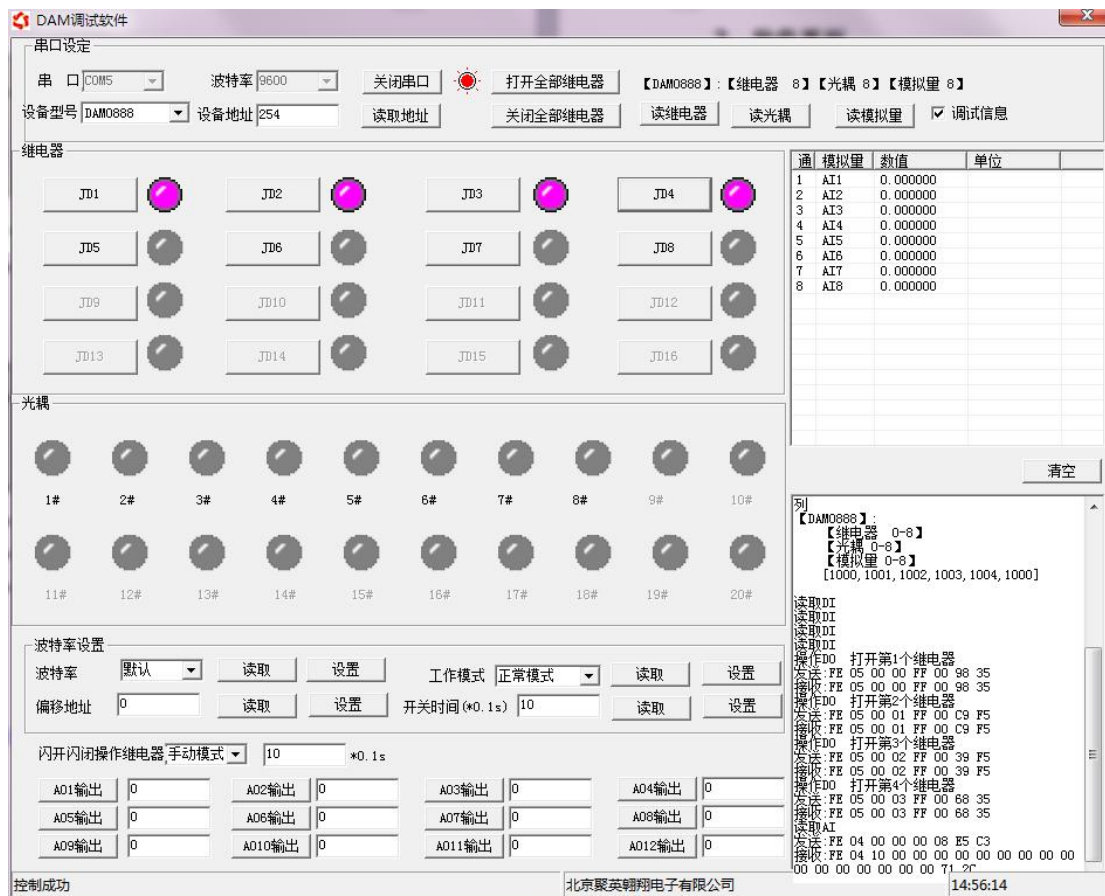 DAM调试软件
串口设定
串 口 COM5 波特率 9600 关闭串口 打开全部继电器 【DAM0888】:【继电器 8】【光耦 8】【模拟量 8】
设备型号 DAM0888 设备地址 254 读取地址 关闭全部继电器 读继电器 读光耦 读模拟量 调试信息
继电器
JD1 JD2 JD3 JD4
JD5 JD6 JD7 JD8
JD9 JD10 JD11 JD12
JD13 JD14 JD15 JD16
通 模拟量 数值 单位
1 AI1 0.000000
2 AI2 0.000000
3 AI3 0.000000
4 AI4 0.000000
5 AI5 0.000000
6 AI6 0.000000
7 AI7 0.000000
8 AI8 0.000000
光耦
1# 2# 3# 4# 5# 6# 7# 8# 9# 10#
11# 12# 13# 14# 15# 16# 17# 18# 19# 20#
清空
列
【DAM0888】:
【继电器 0-8】
【光耦 0-8】
【模拟量 0-8】
[1000,1001,1002,1003,1004,1000]
读取DI
读取DI
读取DI
读取DI
操作DO 打开第1个继电器
发送:FE 05 00 00 FF 00 98 35
接收:FE 05 00 00 FF 00 98 35
操作DO 打开第2个继电器
发送:FE 05 00 01 FF 00 C9 F5
接收:FE 05 00 01 FF 00 C9 F5
操作DO 打开第3个继电器
发送:FE 05 00 02 FF 00 39 F5
接收:FE 05 00 02 FF 00 39 F5
操作DO 打开第4个继电器
发送:FE 05 00 03 FF 00 68 35
接收:FE 05 00 03 FF 00 68 35
读取AI
发送:FE 04 00 00 00 08 E5 C3
接收:FE 04 10 00 00 00 00 00 00 00 00 00
00 00 00 00 00 00 00 71 2C
波特率设置
波特率 默认 读取 设置 工作模式 正常模式 读取 设置
偏移地址 0 读取 设置 开关时间(*0.1s) 10 读取 设置
闪开闪闭操作继电器 手动模式 10 *0.1s
AO1输出 0 AO2输出 0 AO3输出 0 AO4输出 0
AO5输出 0 AO6输出 0 AO7输出 0 AO8输出 0
AO9输出 0 AO10输出 0 AO11输出 0 AO12输出 0
控制成功 北京聚英翱翔电子有限公司 14:56:14